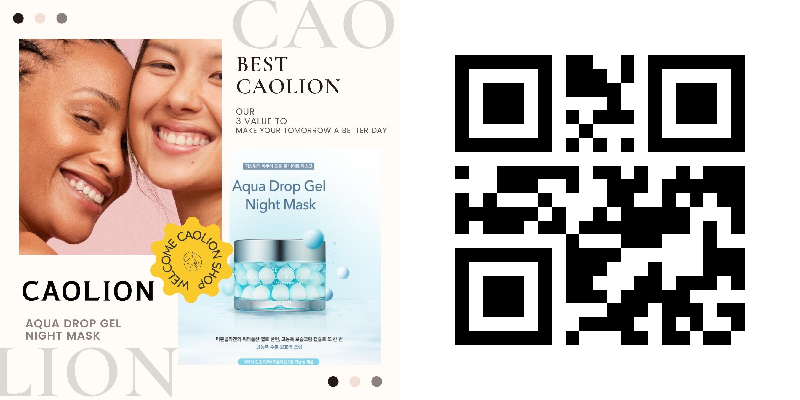 CAO
BEST
CAOLION
OUR
3 VALUE TO
MAKE YOUR TOMORROW A BETTER DAY
Aqua Drop Gel
Night Mask
WELCOME CAOLION SHOP
CAOLION
AQUA DROP GEL
NIGHT MASK
LION